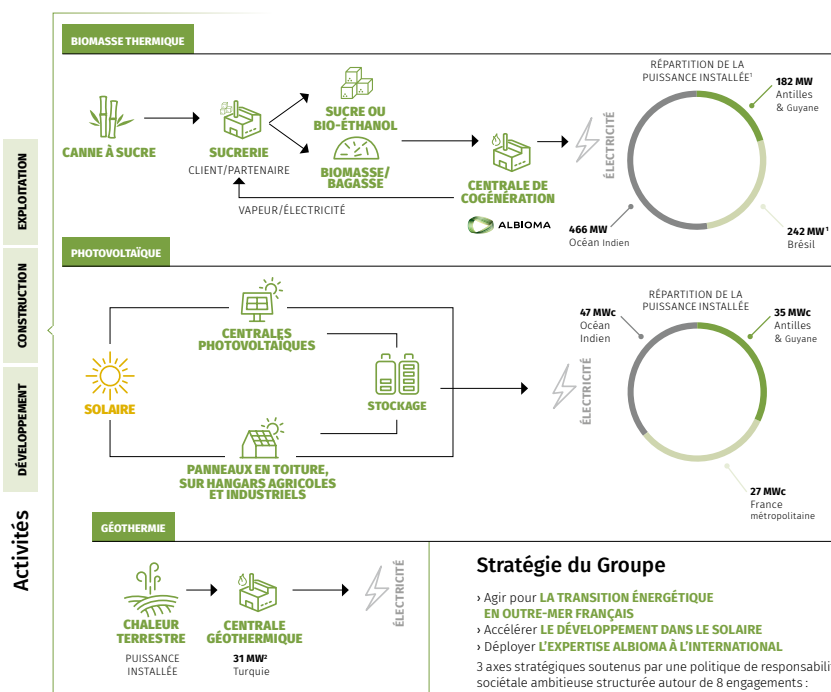 BIOMASSE THERMIQUE
CANNE À SUCRE
SUCRERIE
CLIENT/PARTENAIRE
SUCRE OU
BIO-ÉTHANOL
BIOMASSE/
BAGASSE
VAPEUR/ÉLECTRICITÉ
CENTRALE DE
COGÉNÉRATION
ALBIOMA
ÉLECTRICITÉ
RÉPARTITION DE LA
PUISSANCE INSTALLÉE¹
182 MW
Antilles
& Guyane
466 MW
Océan Indien
242 MW¹
Brésil
PHOTOVOLTAÏQUE
SOLAIRE
CENTRALES
PHOTOVOLTAÏQUES
STOCKAGE
PANNEAUX EN TOITURE,
SUR HANGARS AGRICOLES
ET INDUSTRIELS
ÉLECTRICITÉ
RÉPARTITION DE LA
PUISSANCE INSTALLÉE
47 MWc
Océan
Indien
35 MWc
Antilles
& Guyane
27 MWc
France
métropolitaine
GÉOTHERMIE
CHALEUR
TERRESTRE
PUISSANCE
INSTALLÉE
CENTRALE
GÉOTHERMIQUE
31 MW²
Turquie
ÉLECTRICITÉ
Activités
DÉVELOPPEMENT
CONSTRUCTION
EXPLOITATION
Stratégie du Groupe
› Agir pour LA TRANSITION ÉNERGÉTIQUE
EN OUTRE-MER FRANÇAIS
› Accélérer LE DÉVELOPPEMENT DANS LE SOLAIRE
› Déployer L'EXPERTISE ALBIOMA À L'INTERNATIONAL
3 axes stratégiques soutenus par une politique de responsabili
sociétale ambitieuse structurée autour de 8 engagements :